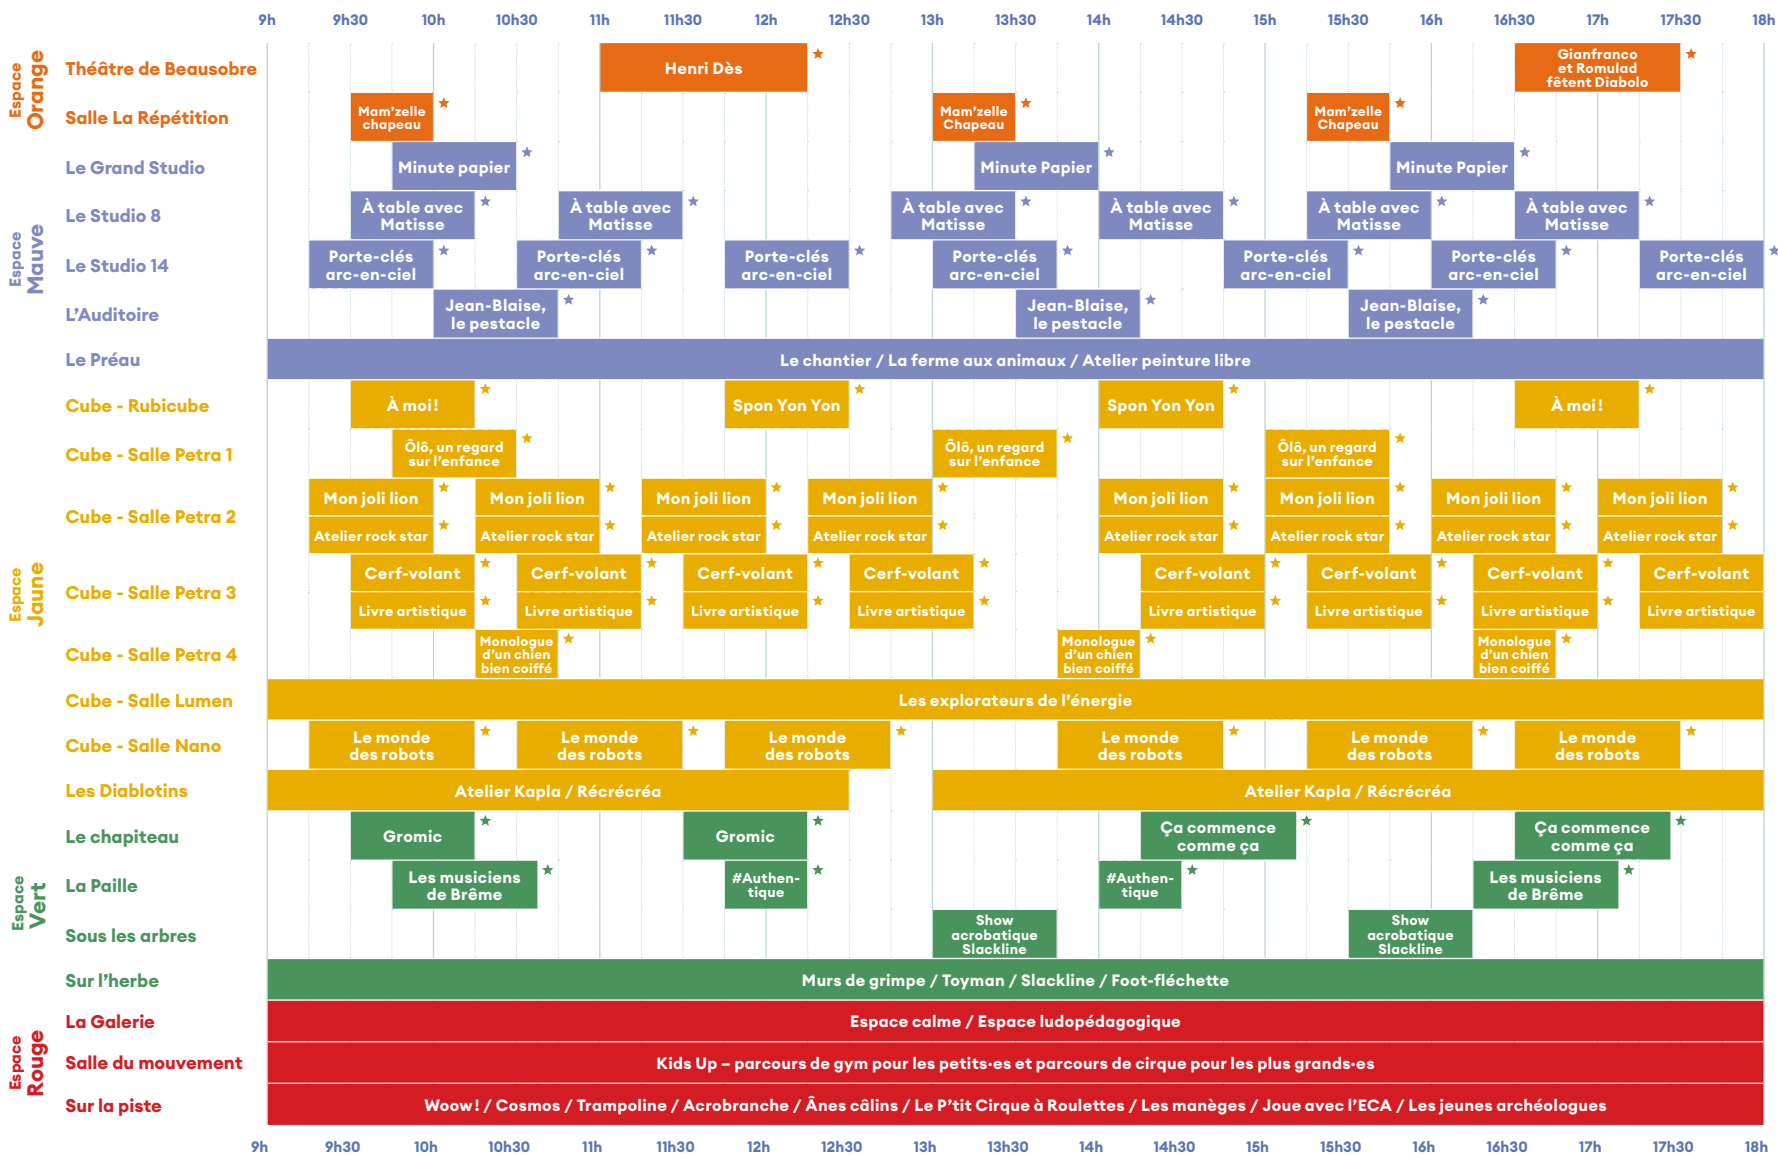 9h 9h30 10h 10h30 11h 11h30 12h 12h30 13h 13h30 14h 14h30 15h 15h30 16h 16h30 17h 17h30 18h
Espace
Orange
Théâtre de Beausobre
Henri Dès
Gianfranco
et Romulad
fêtent Diabolo
Salle La Répétition
Mam'zelle
chapeau
Mam'zelle
Chapeau
Mam'zelle
Chapeau
Espace
Mauve
Le Grand Studio
Minute papier
Minute Papier
Minute Papier
Le Studio 8
À table avec
Matisse
À table avec
Matisse
À table avec
Matisse
À table avec
Matisse
À table avec
Matisse
À table avec
Matisse
Le Studio 14
Porte-clés
arc-en-ciel
Porte-clés
arc-en-ciel
Porte-clés
arc-en-ciel
Porte-clés
arc-en-ciel
Porte-clés
arc-en-ciel
Porte-clés
arc-en-ciel
Porte-clés
arc-en-ciel
L'Auditoire
Jean-Blaise,
le pestacle
Jean-Blaise,
le pestacle
Jean-Blaise,
le pestacle
Le Préau
Le chantier / La ferme aux animaux / Atelier peinture libre
Espace
Jaune
Cube - Rubicube
À moi !
Spon Yon Yon
Spon Yon Yon
À moi !
Cube - Salle Petra 1
Ôlô, un regard
sur l'enfance
Ôlô, un regard
sur l'enfance
Ôlô, un regard
sur l'enfance
Cube - Salle Petra 2
Mon joli lion
Mon joli lion
Mon joli lion
Mon joli lion
Mon joli lion
Mon joli lion
Mon joli lion
Mon joli lion
Atelier rock star
Atelier rock star
Atelier rock star
Atelier rock star
Atelier rock star
Atelier rock star
Atelier rock star
Atelier rock star
Cube - Salle Petra 3
Cerf-volant
Cerf-volant
Cerf-volant
Cerf-volant
Cerf-volant
Cerf-volant
Cerf-volant
Cerf-volant
Livre artistique
Livre artistique
Livre artistique
Livre artistique
Livre artistique
Livre artistique
Livre artistique
Livre artistique
Cube - Salle Petra 4
Monologue
d'un chien
bien coiffé
Monologue
d'un chien
bien coiffé
Monologue
d'un chien
bien coiffé
Cube - Salle Lumen
Les explorateurs de l'énergie
Cube - Salle Nano
Le monde
des robots
Le monde
des robots
Le monde
des robots
Le monde
des robots
Le monde
des robots
Le monde
des robots
Les Diablotins
Atelier Kapla / Récrécréa
Atelier Kapla / Récrécréa
Espace
Vert
Le chapiteau
Gromic
Gromic
Ça commence
comme ça
Ça commence
comme ça
La Paille
Les musiciens
de Brême
#Authen-
tique
#Authen-
tique
Les musiciens
de Brême
Sous les arbres
Show
acrobatique
Slackline
Show
acrobatique
Slackline
Sur l'herbe
Murs de grimpe / Toyman / Slackline / Foot-fléchette
Espace
Rouge
La Galerie
Espace calme / Espace ludopédagogique
Salle du mouvement
Kids Up – parcours de gym pour les petits·es et parcours de cirque pour les plus grands·es
Sur la piste
Woow ! / Cosmos / Trampoline / Acrobranche / Ânes câlins / Le P'tit Cirque à Roulettes / Les manèges / Joue avec l'ECA / Les jeunes archéologues
9h 9h30 10h 10h30 11h 11h30 12h 12h30 13h 13h30 14h 14h30 15h 15h30 16h 16h30 17h 17h30 18h